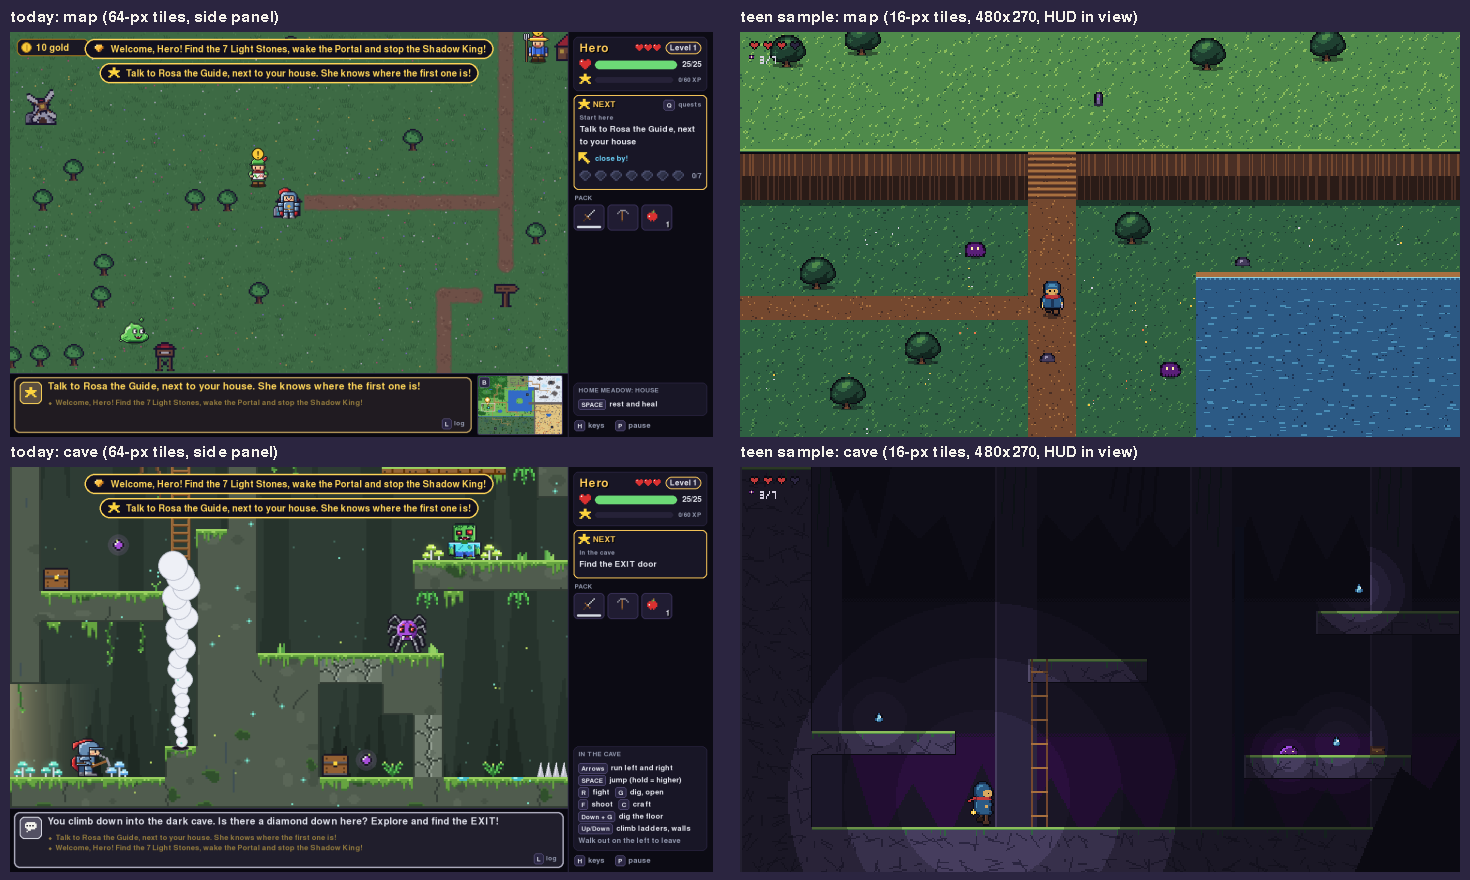 today: map (64-px tiles, side panel)
10 gold
Welcome, Hero! Find the 7 Light Stones, wake the Portal and stop the Shadow King!
Talk to Rosa the Guide, next to your house. She knows where the first one is!
Hero
Level 1
25/25
0/60 XP
NEXT
Q quests
Start here
Talk to Rosa the Guide, next
to your house
close by!
0/7
PACK
1
HOME MEADOW: HOUSE
SPACE rest and heal
Talk to Rosa the Guide, next to your house. She knows where the first one is!
Welcome, Hero! Find the 7 Light Stones, wake the Portal and stop the Shadow King!
L log
B
H keys P pause
teen sample: map (16-px tiles, 480x270, HUD in view)
3/7
today: cave (64-px tiles, side panel)
Welcome, Hero! Find the 7 Light Stones, wake the Portal and stop the Shadow King!
Talk to Rosa the Guide, next to your house. She knows where the first one is!
Hero
Level 1
25/25
0/60 XP
NEXT
In the cave
Find the EXIT door
PACK
1
IN THE CAVE
Arrows run left and right
SPACE jump (hold = higher)
R fight G dig, open
F shoot C craft
Down + G dig the floor
Up/Down climb ladders, walls
Walk out on the left to leave
You climb down into the dark cave. Is there a diamond down here? Explore and find the EXIT!
Talk to Rosa the Guide, next to your house. She knows where the first one is!
Welcome, Hero! Find the 7 Light Stones, wake the Portal and stop the Shadow King!
L log
H keys P pause
teen sample: cave (16-px tiles, 480x270, HUD in view)
3/7